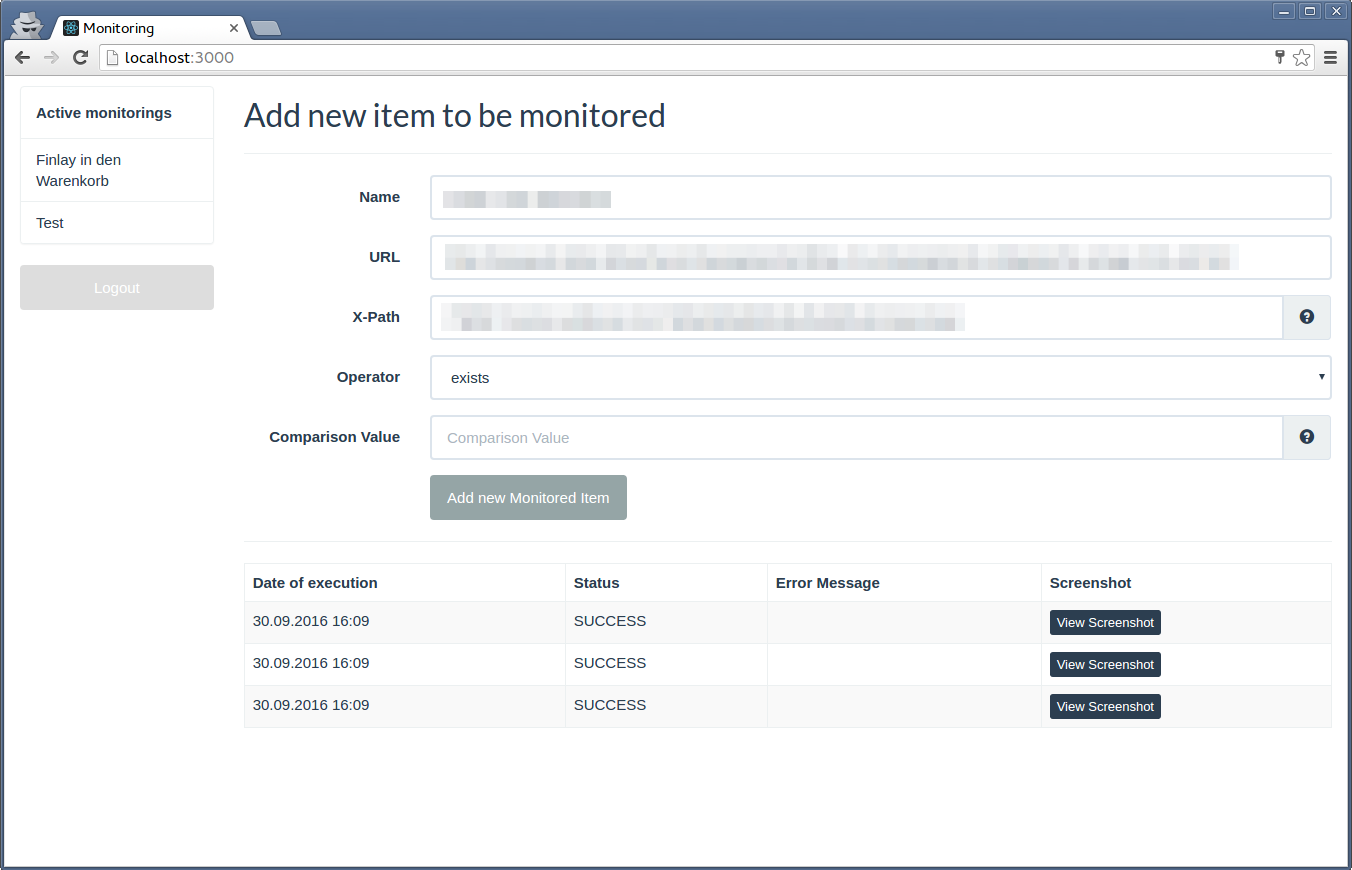 Monitoring
localhost:3000
Active monitorings
Finlay in den
Warenkorb
Test
Logout
Add new item to be monitored
Name
URL
X-Path
Operator
exists
Comparison Value
Comparison Value
Add new Monitored Item
Date of execution Status Error Message Screenshot
30.09.2016 16:09 SUCCESS View Screenshot
30.09.2016 16:09 SUCCESS View Screenshot
30.09.2016 16:09 SUCCESS View Screenshot